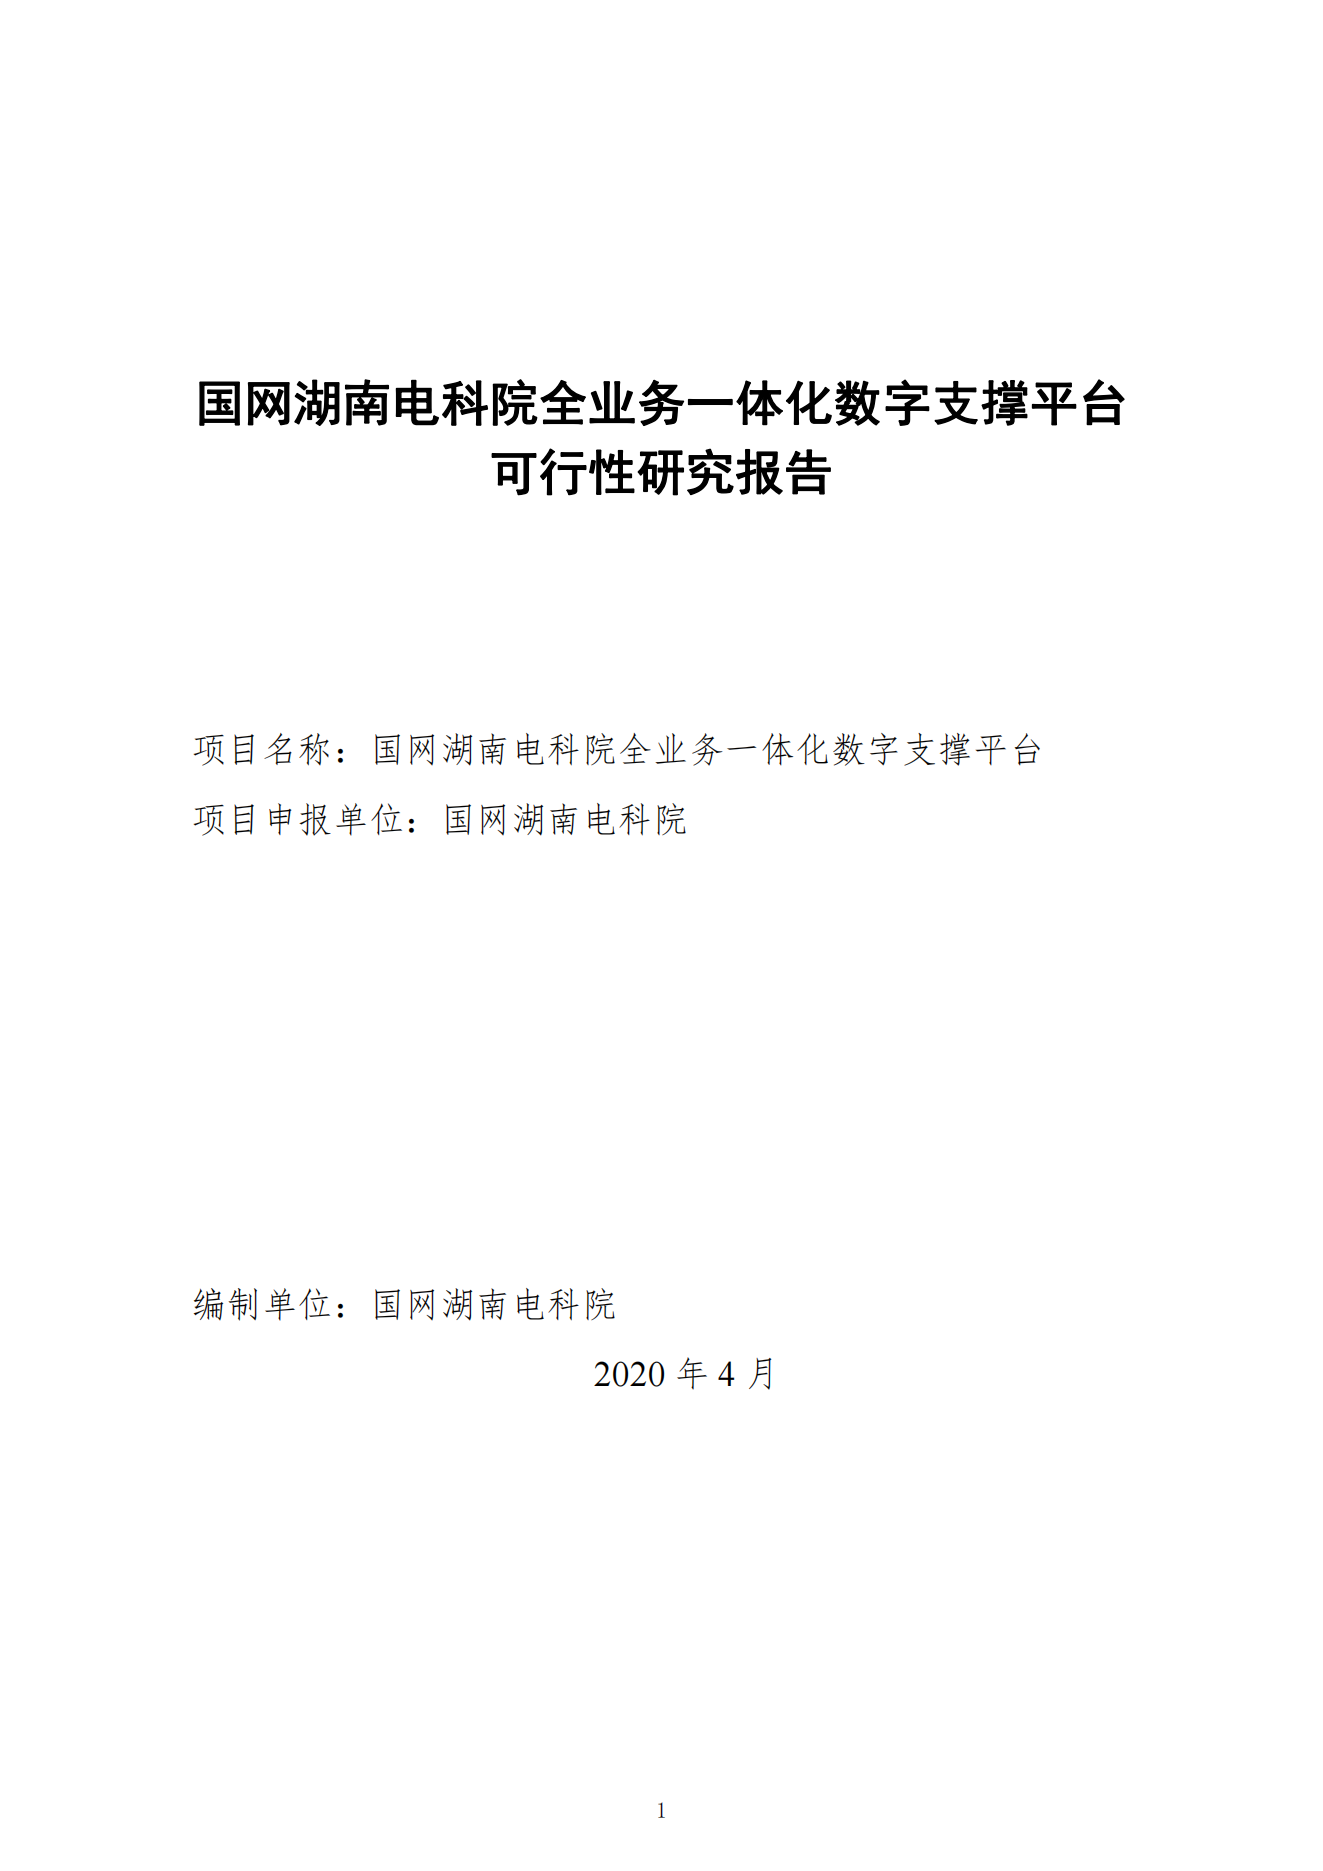 国网湖南电科院全业务一体化数字支撑平台
可行性研究报告
项目名称：国网湖南电科院全业务一体化数字支撑平台
项目申报单位：国网湖南电科院
编制单位：国网湖南电科院
2020 年 4 月
1